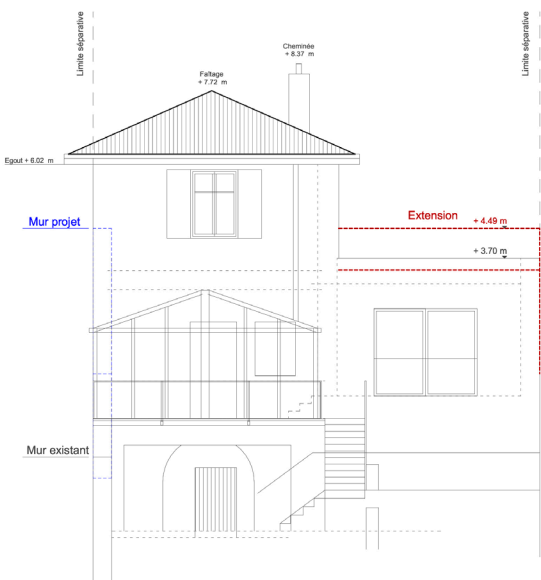 Limite séparative
Cheminée
+ 8.37 m
Limite séparative
Faîtage
+ 7.72 m
Egout + 6.02 m
Mur projet
Extension
+ 4.49 m
+ 3.70 m
Mur existant